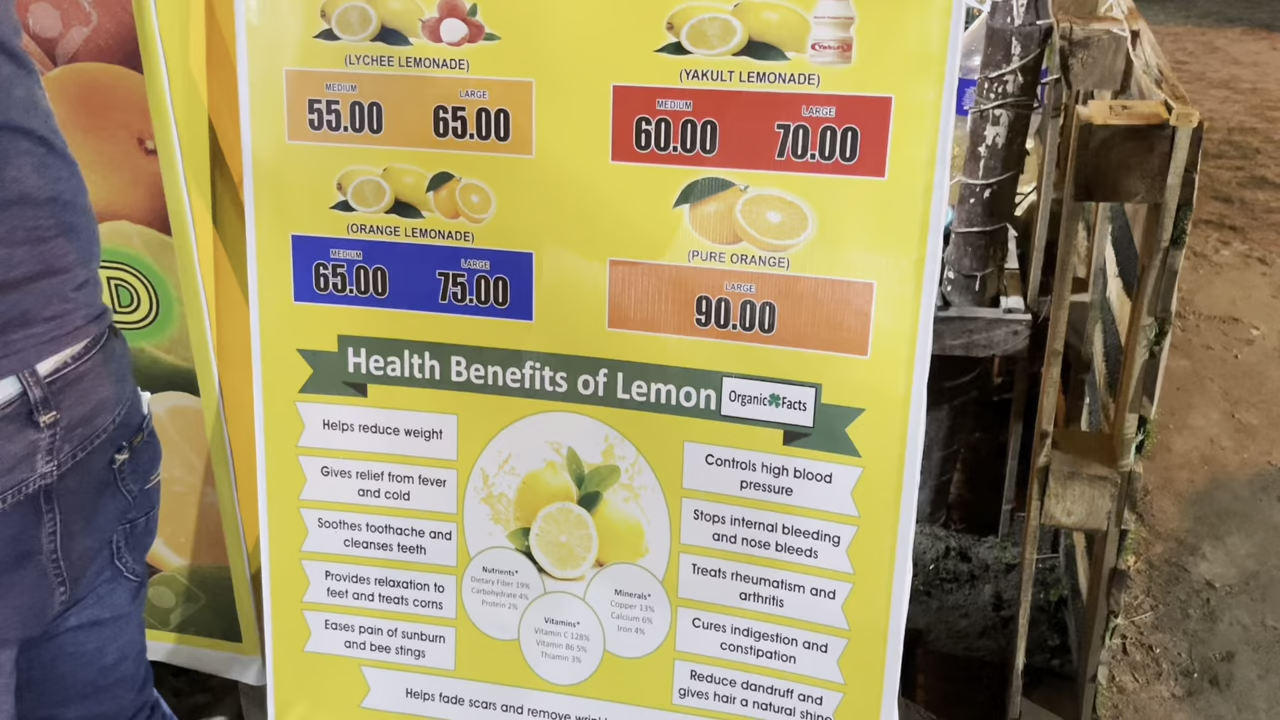 (LYCHEE LEMONADE)
MEDIUM LARGE
55.00 65.00
Yakult
(YAKULT LEMONADE)
MEDIUM LARGE
60.00 70.00
(ORANGE LEMONADE)
MEDIUM LARGE
65.00 75.00
(PURE ORANGE)
LARGE
90.00
D
Health Benefits of Lemon
Organic Facts
Helps reduce weight
Gives relief from fever
and cold
Soothes toothache and
cleanses teeth
Provides relaxation to
feet and treats corns
Eases pain of sunburn
and bee stings
Nutrients*
Dietary Fiber 19%
Carbohydrate 4%
Protein 2%
Vitamins*
Vitamin C 128%
Vitamin B6 5%
Thiamin 3%
Minerals*
Copper 13%
Calcium 6%
Iron 4%
Controls high blood
pressure
Stops internal bleeding
and nose bleeds
Treats rheumatism and
arthritis
Cures indigestion and
constipation
Reduce dandruff and
gives hair a natural shine
Helps fade scars and remove